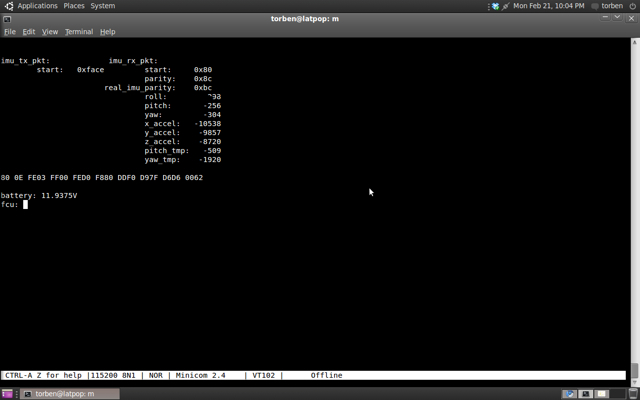 Applications Places System Mon Feb 21, 10:04 PM torben
torben@latpop: m
File Edit View Terminal Help
imu_tx_pkt: imu_rx_pkt:
start: 0xface start: 0x80
parity: 0x8c
real_imu_parity: 0xbc
roll:
pitch: -256
yaw: -304
x_accel: -10538
y_accel: -9857
z_accel: -8720
pitch_tmp: -509
yaw_tmp: -1920
80 0E FE03 FF00 FED0 F880 DDF0 D97F D6D6 0062
battery: 11.9375V
fcu:
CTRL-A Z for help |115200 8N1 | NOR | Minicom 2.4 | VT102 | Offline
torben@latpop: m